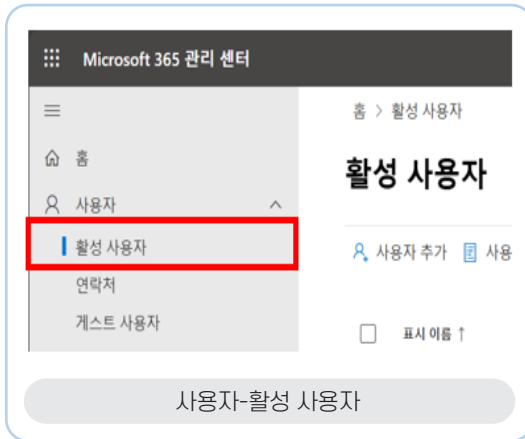 Microsoft 365 관리 센터
홈 > 활성 사용자
홈
활성 사용자
사용자
활성 사용자
사용자 추가
사용
연락처
게스트 사용자
표시 이름 ↑
사용자-활성 사용자